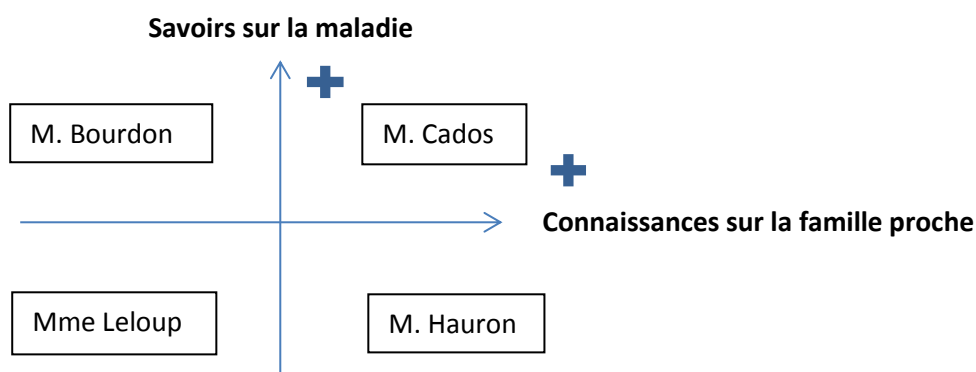 Savoirs sur la maladie
M. Bourdon
M. Cados
Connaissances sur la famille proche
Mme Leloup
M. Hauron